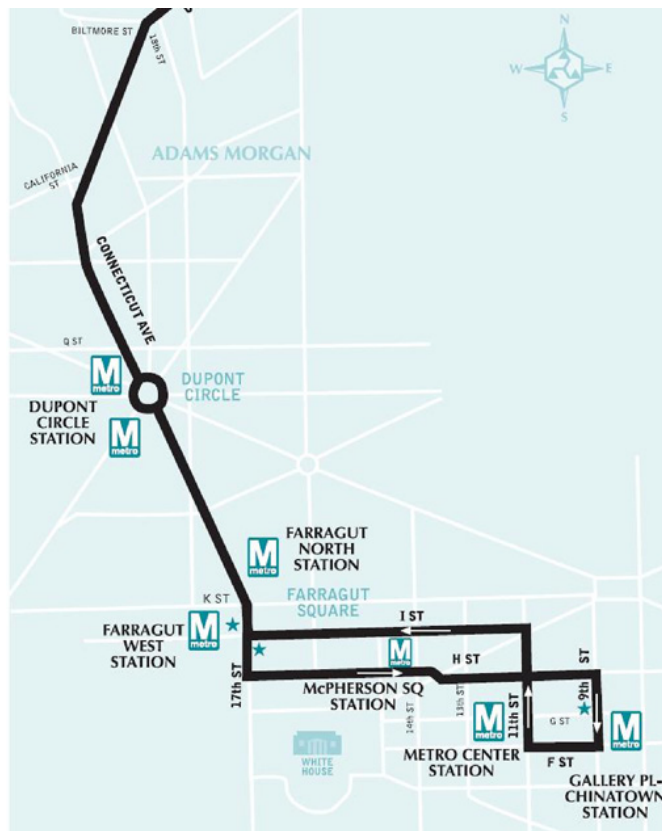 BILTMORE ST
18th ST
N
W
E
S
ADAMS MORGAN
CALIFORNIA
ST
CONNECTICUT AVE
Q ST
M
metro
DUPONT
CIRCLE
DUPONT
CIRCLE
STATION
M
metro
M
metro
FARRAGUT
NORTH
STATION
K ST
FARRAGUT
SQUARE
FARRAGUT
WEST
STATION
M
metro
I ST
17th ST
M
metro
H ST
9th ST
McPHERSON SQ
STATION
14th ST
13th ST
11th ST
G ST
M
metro
M
metro
METRO CENTER
STATION
F ST
WHITE
HOUSE
GALLERY PL-
CHINATOWN
STATION